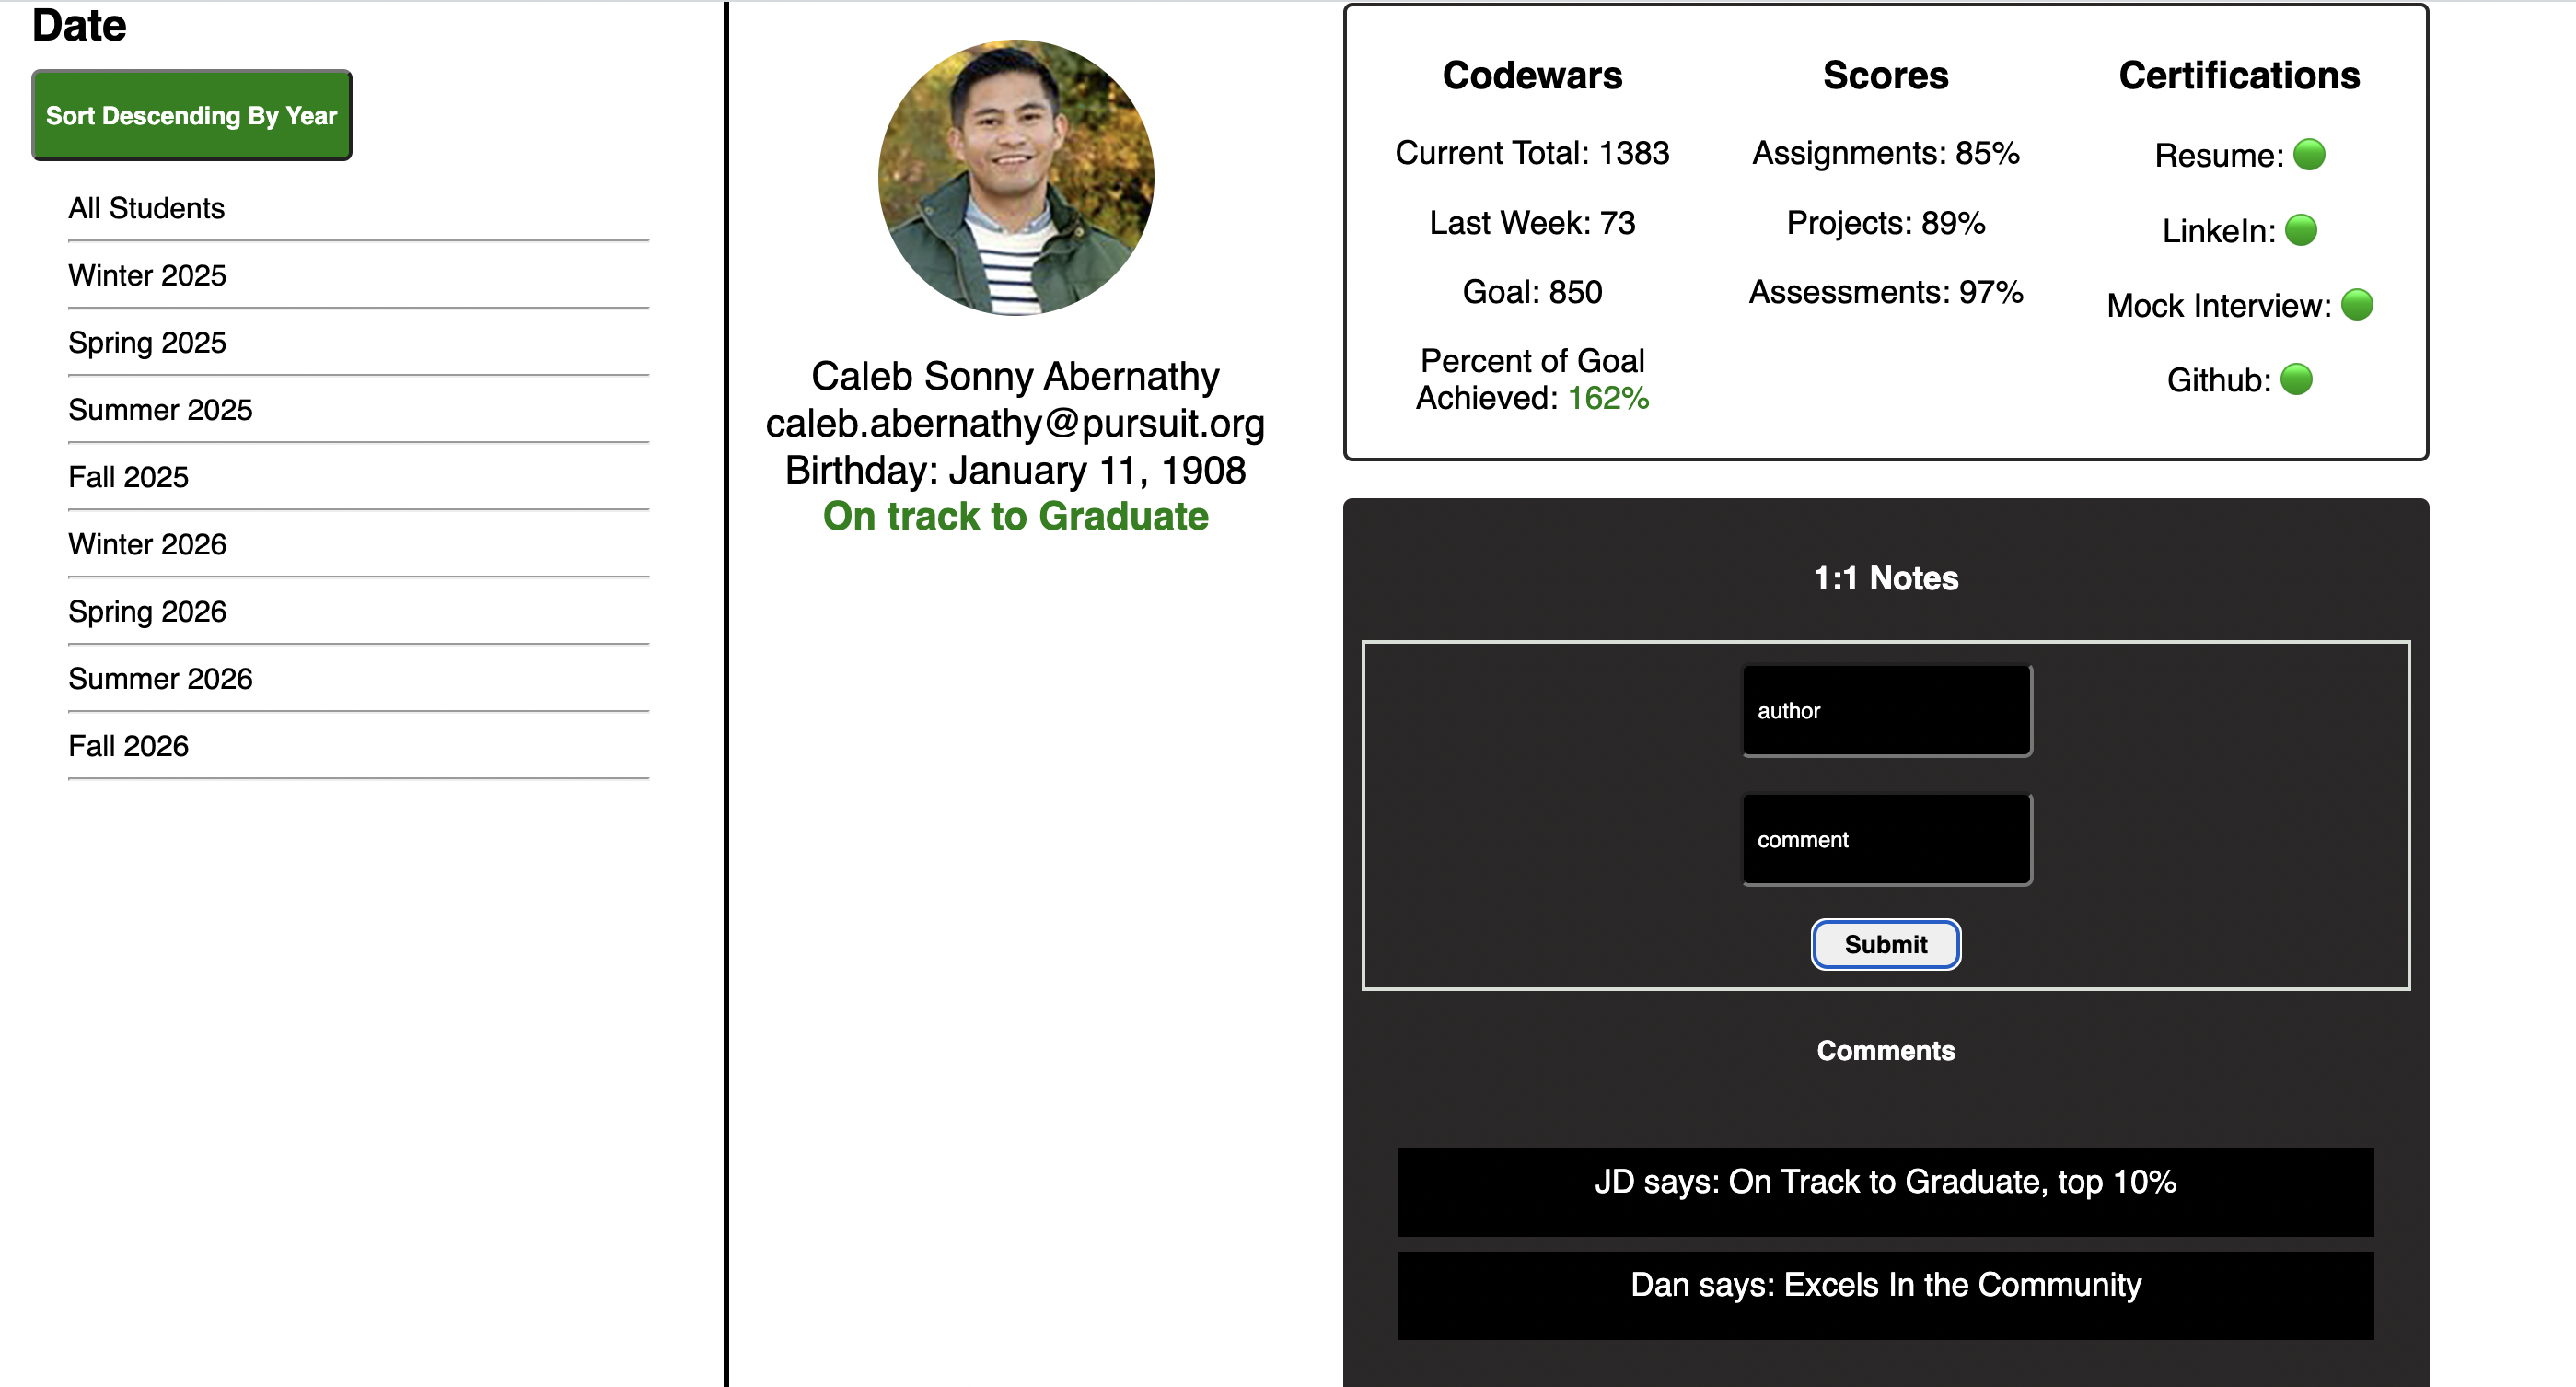 Date
Sort Descending By Year
All Students
Winter 2025
Spring 2025
Summer 2025
Fall 2025
Winter 2026
Spring 2026
Summer 2026
Fall 2026
Caleb Sonny Abernathy
caleb.abernathy@pursuit.org
Birthday: January 11, 1908
On track to Graduate
Codewars
Current Total: 1383
Last Week: 73
Goal: 850
Percent of Goal
Achieved: 162%
Scores
Assignments: 85%
Projects: 89%
Assessments: 97%
Certifications
Resume:
LinkeIn:
Mock Interview:
Github:
1:1 Notes
author
comment
Submit
Comments
JD says: On Track to Graduate, top 10%
Dan says: Excels In the Community